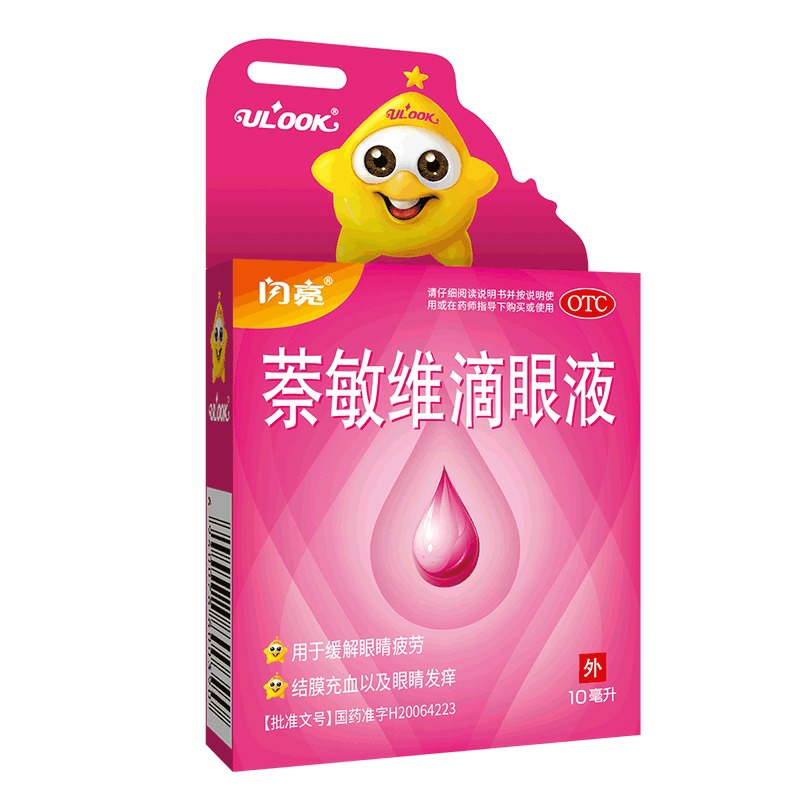 ULOOK®
ULOOK
闪亮®
请仔细阅读说明书并按说明使
用或在药师指导下购买或使用
OTC
萘敏维滴眼液
ULOOK
用于缓解眼睛疲劳
结膜充血以及眼睛发痒
【批准文号】国药准字H20064223
外
10毫升